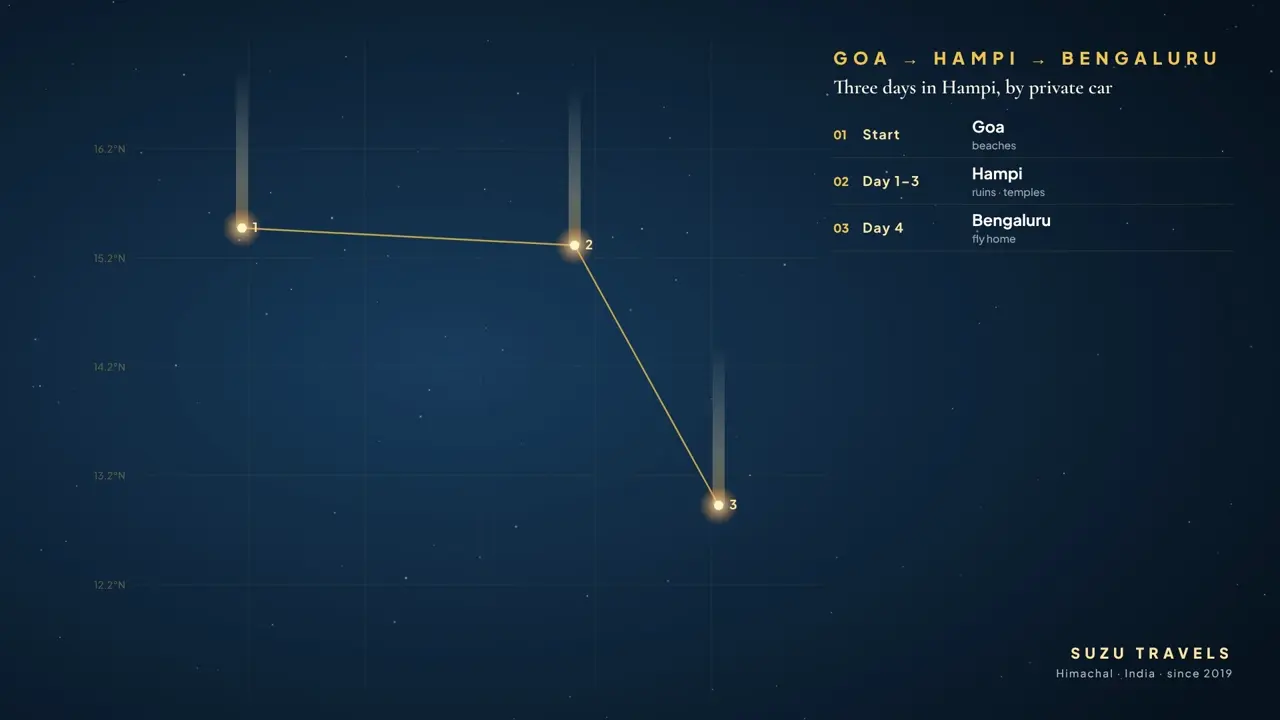 GOA → HAMPI → BENGALURU
Three days in Hampi, by private car
01 Start Goa
beaches
02 Day 1–3 Hampi
ruins · temples
03 Day 4 Bengaluru
fly home
16.2°N
1
2
15.2°N
14.2°N
13.2°N
3
12.2°N
SUZU TRAVELS
Himachal · India · since 2019